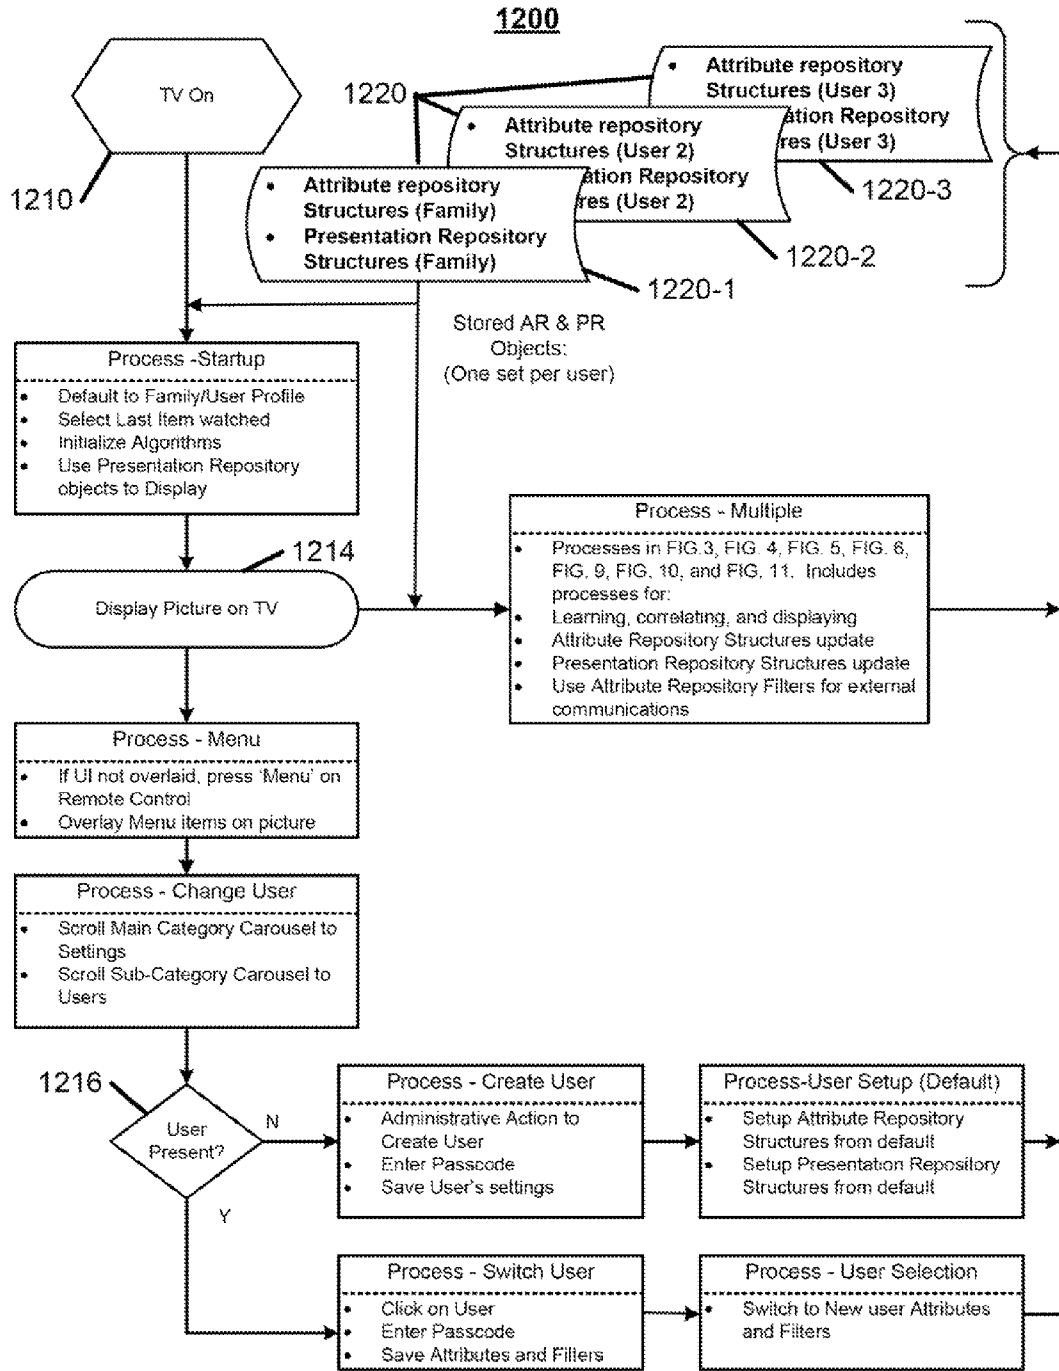 1200
TV On
1210
1220
• Attribute repository
Structures (User 3)
ation Repository
res (User 3)
1220-3
• Attribute repository
Structures (User 2)
ation Repository
res (User 2)
1220-2
• Attribute repository
Structures (Family)
• Presentation Repository
Structures (Family)
1220-1
Stored AR & PR
Objects:
(One set per user)
Process -Startup
• Default to Family/User Profile
• Select Last Item watched
• Initialize Algorithms
• Use Presentation Repository
objects to Display
1214
Display Picture on TV
Process - Multiple
• Processes in FIG.3, FIG. 4, FIG. 5, FIG. 6,
FIG. 9, FIG. 10, and FIG. 11. Includes
processes for:
• Learning, correlating, and displaying
• Attribute Repository Structures update
• Presentation Repository Structures update
• Use Attribute Repository Filters for external
communications
Process - Menu
• If UI not overlaid, press 'Menu' on
Remote Control
• Overlay Menu items on picture
Process - Change User
• Scroll Main Category Carousel to
Settings
• Scroll Sub-Category Carousel to
Users
1216
User
Present?
N
Y
Process - Create User
• Administrative Action to
Create User
• Enter Passcode
• Save User's settings
Process-User Setup (Default)
• Setup Attribute Repository
Structures from default
• Setup Presentation Repository
Structures from default
Process - Switch User
• Click on User
• Enter Passcode
• Save Attributes and Filters
Process - User Selection
• Switch to New user Attributes
and Filters